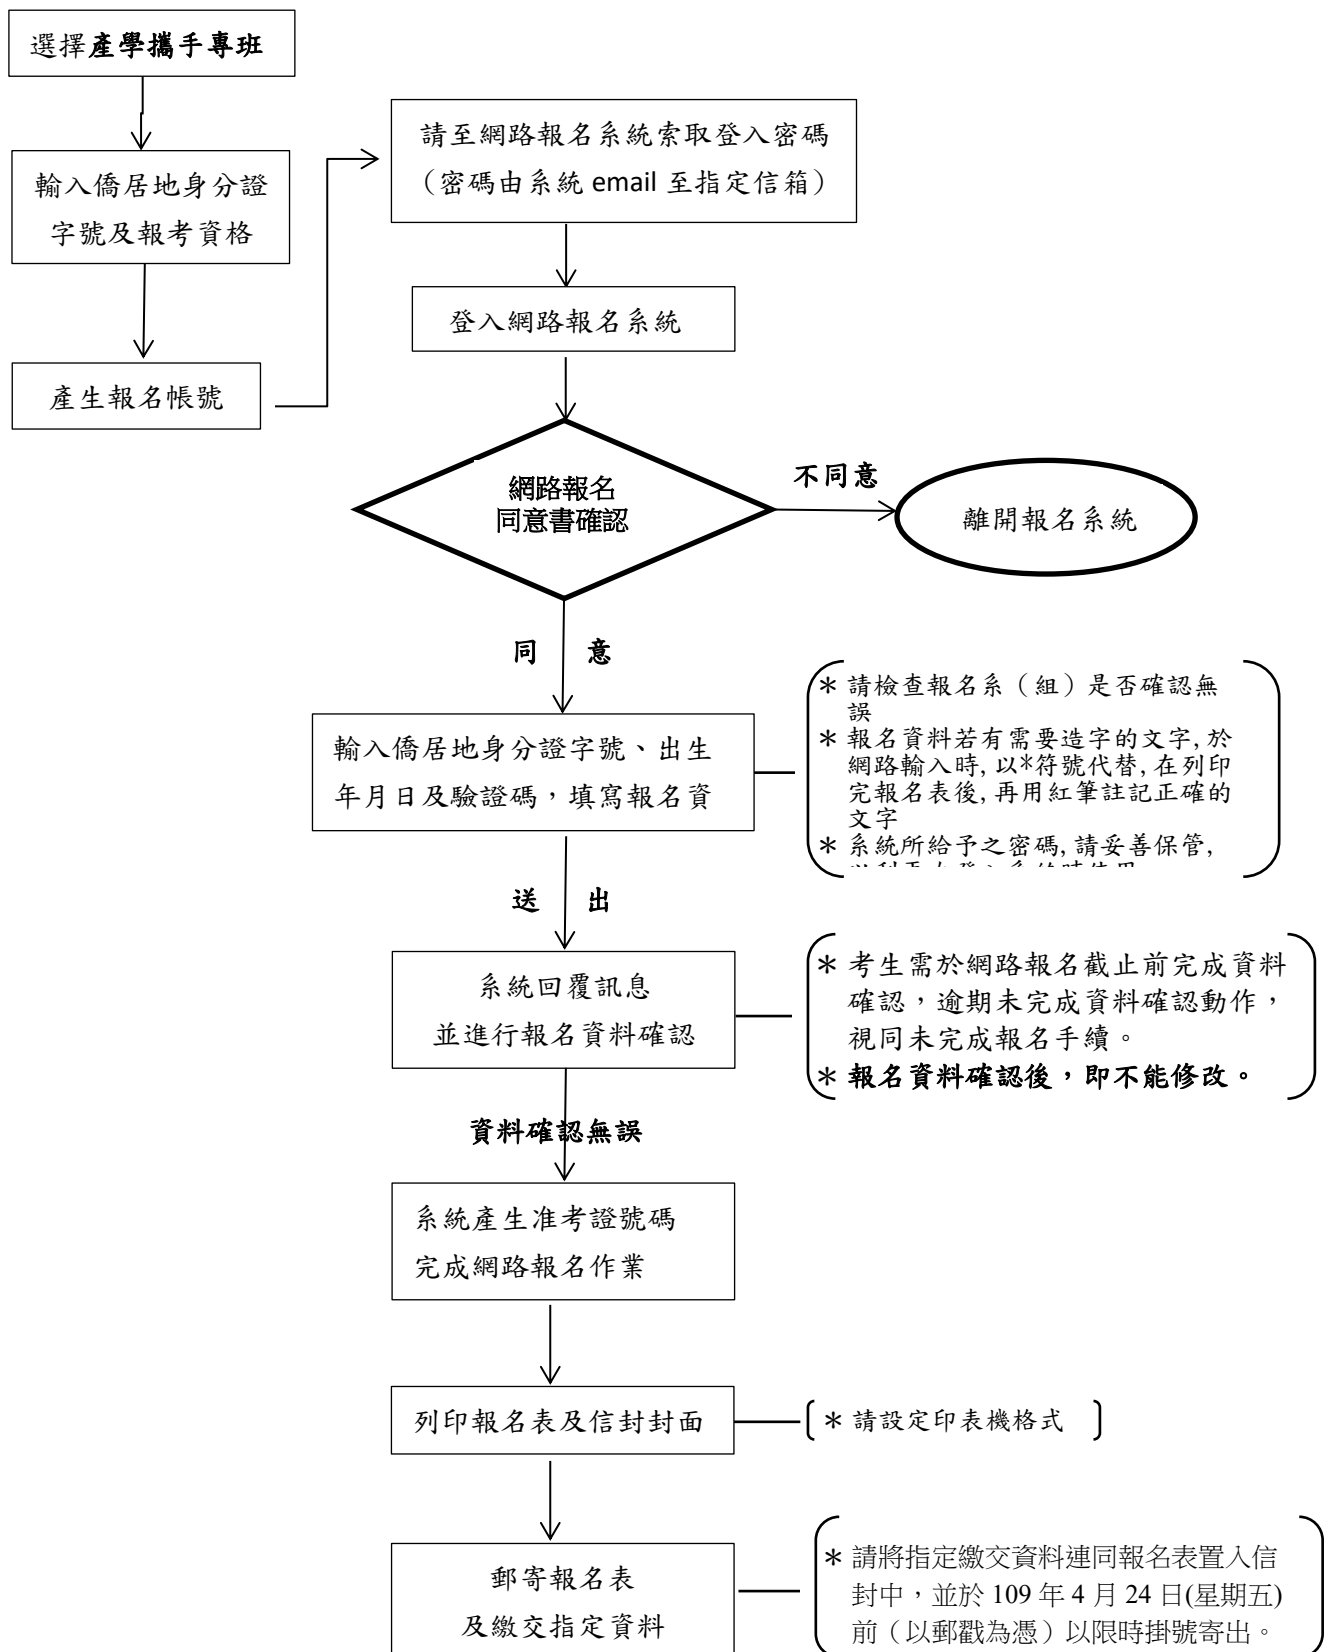 選擇產學攜手專班
輸入僑居地身分證
字號及報考資格
產生報名帳號
請至網路報名系統索取登入密碼
（密碼由系統 email 至指定信箱）
登入網路報名系統
網路報名
同意書確認
不同意
離開報名系統
同 意
輸入僑居地身分證字號、出生
年月日及驗證碼，填寫報名資
＊請檢查報名系（組）是否確認無
誤
＊報名資料若有需要造字的文字,於
網路輸入時,以*符號代替,在列印
完報名表後,再用紅筆註記正確的
文字
＊系統所給予之密碼,請妥善保管,
送 出
系統回覆訊息
並進行報名資料確認
＊考生需於網路報名截止前完成資料
確認，逾期未完成資料確認動作，
視同未完成報名手續。
＊報名資料確認後，即不能修改。
資料確認無誤
系統產生准考證號碼
完成網路報名作業
列印報名表及信封封面
＊請設定印表機格式
郵寄報名表
及繳交指定資料
＊請將指定繳交資料連同報名表置入信
封中，並於 109 年 4 月 24 日(星期五)
前（以郵戳為憑）以限時掛號寄出。